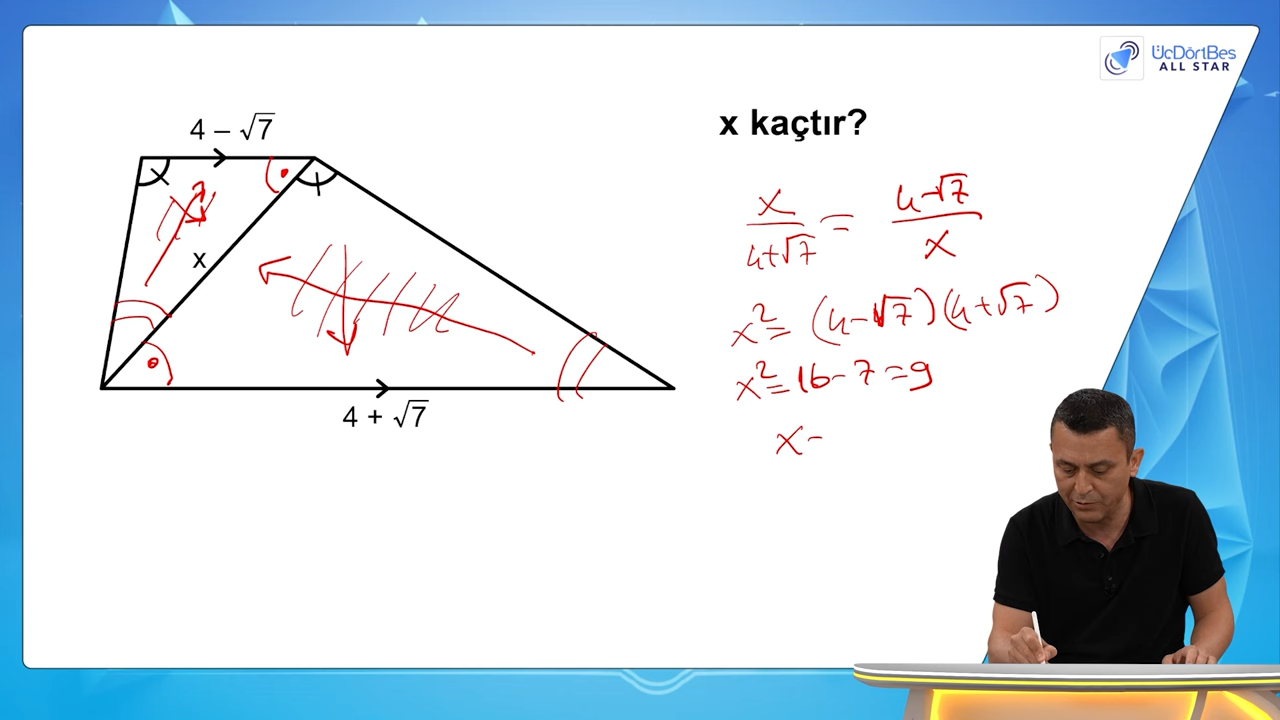 ÜçDörtBeş
ALL STAR
4 – √7
x kaçtır?
x
4 + √7
x/4+√7 = 4-√7/x
x² = (4-√7)(4+√7)
x² = 16-7 = 9
x -